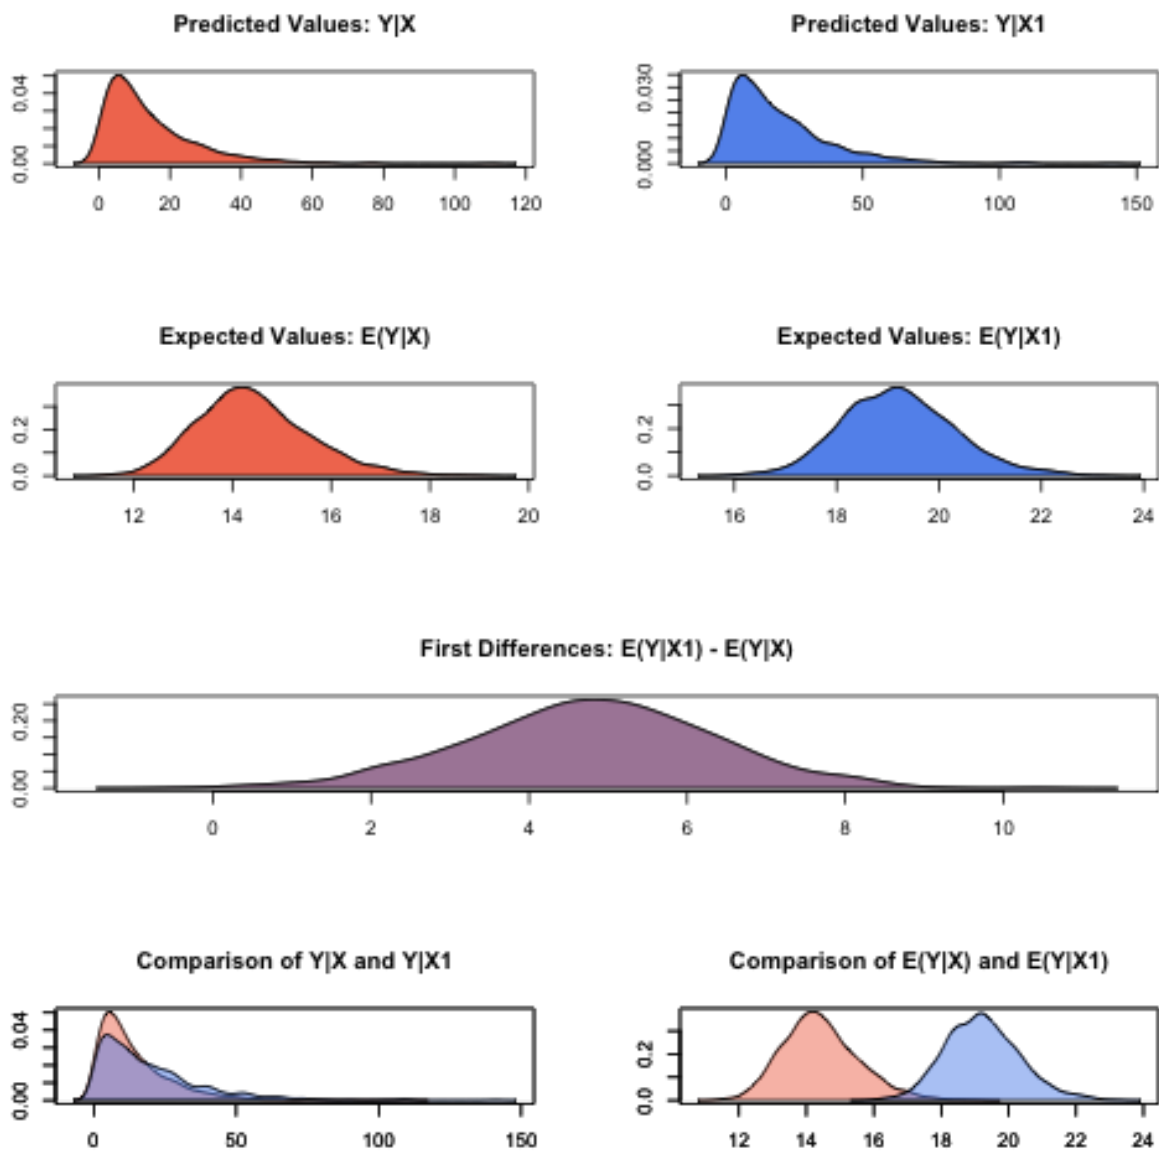 Predicted Values: Y|X
0.00 0.04
0 20 40 60 80 100 120
Predicted Values: Y|X1
0.000 0.030
0 50 100 150
Expected Values: E(Y|X)
0.0 0.2
12 14 16 18 20
Expected Values: E(Y|X1)
0.0 0.2
16 18 20 22 24
First Differences: E(Y|X1) - E(Y|X)
0.00 0.20
0 2 4 6 8 10
Comparison of Y|X and Y|X1
0.00 0.04
0 50 100 150
Comparison of E(Y|X) and E(Y|X1)
0.0 0.2
12 14 16 18 20 22 24